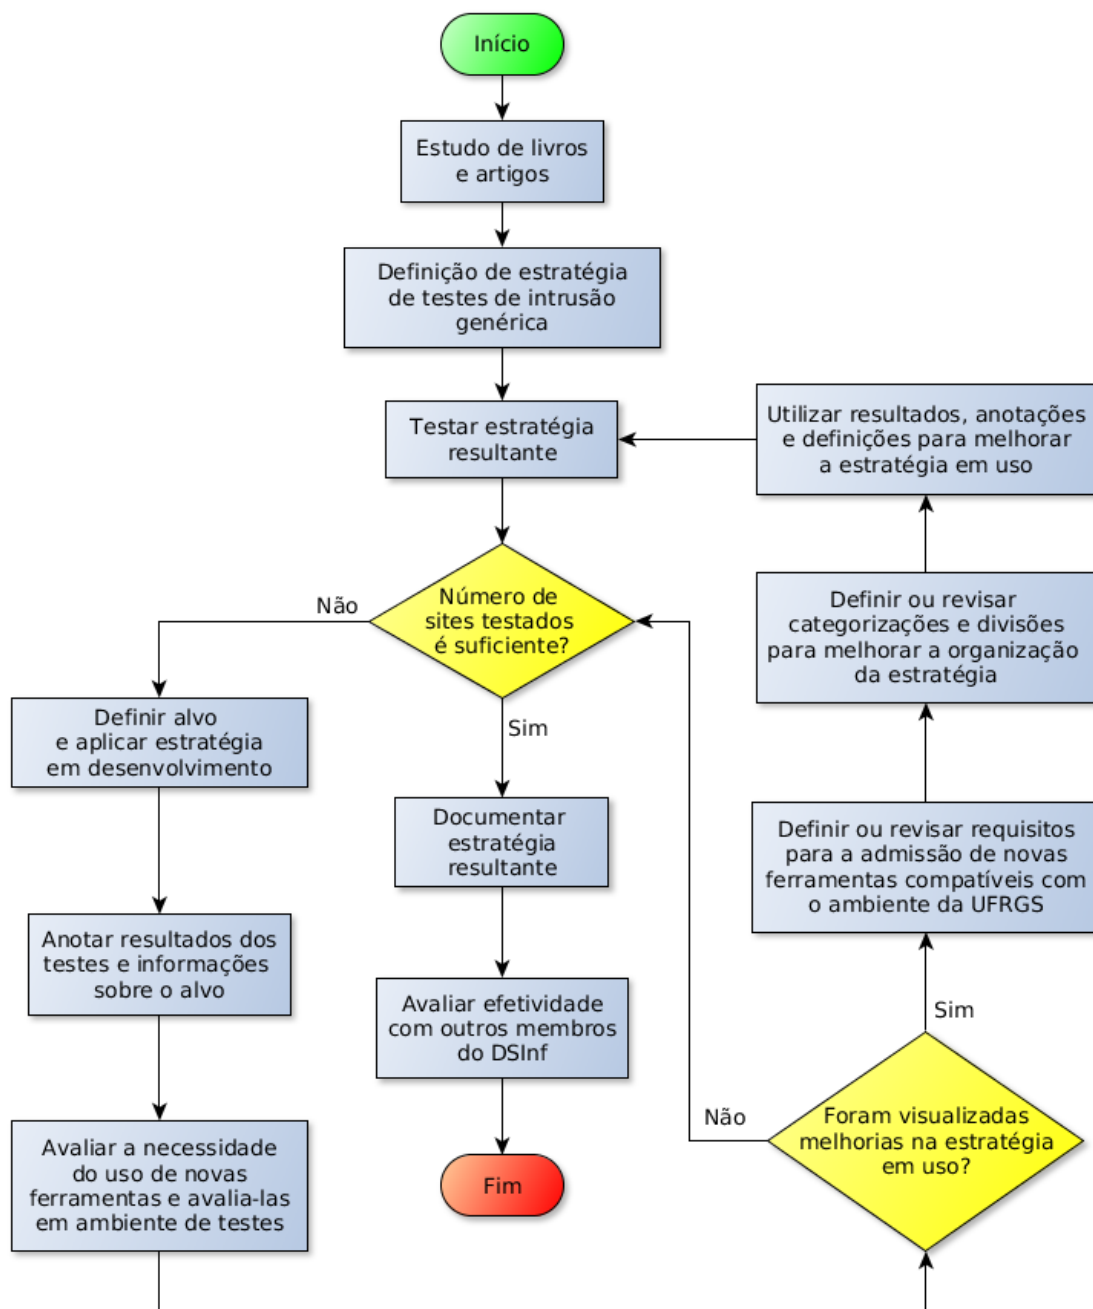 Início
Estudo de livros
e artigos
Definição de estratégia
de testes de intrusão
genérica
Testar estratégia
resultante
Utilizar resultados, anotações
e definições para melhorar
a estratégia em uso
Número de
sites testados
é suficiente?
Não
Sim
Definir ou revisar
categorizações e divisões
para melhorar a organização
da estratégia
Definir alvo
e aplicar estratégia
em desenvolvimento
Documentar
estratégia
resultante
Definir ou revisar requisitos
para a admissão de novas
ferramentas compatíveis com
o ambiente da UFRGS
Anotar resultados dos
testes e informações
sobre o alvo
Avaliar efetividade
com outros membros
do DSInf
Sim
Não
Foram visualizadas
melhorias na estratégia
em uso?
Avaliar a necessidade
do uso de novas
ferramentas e avalia-las
em ambiente de testes
Fim